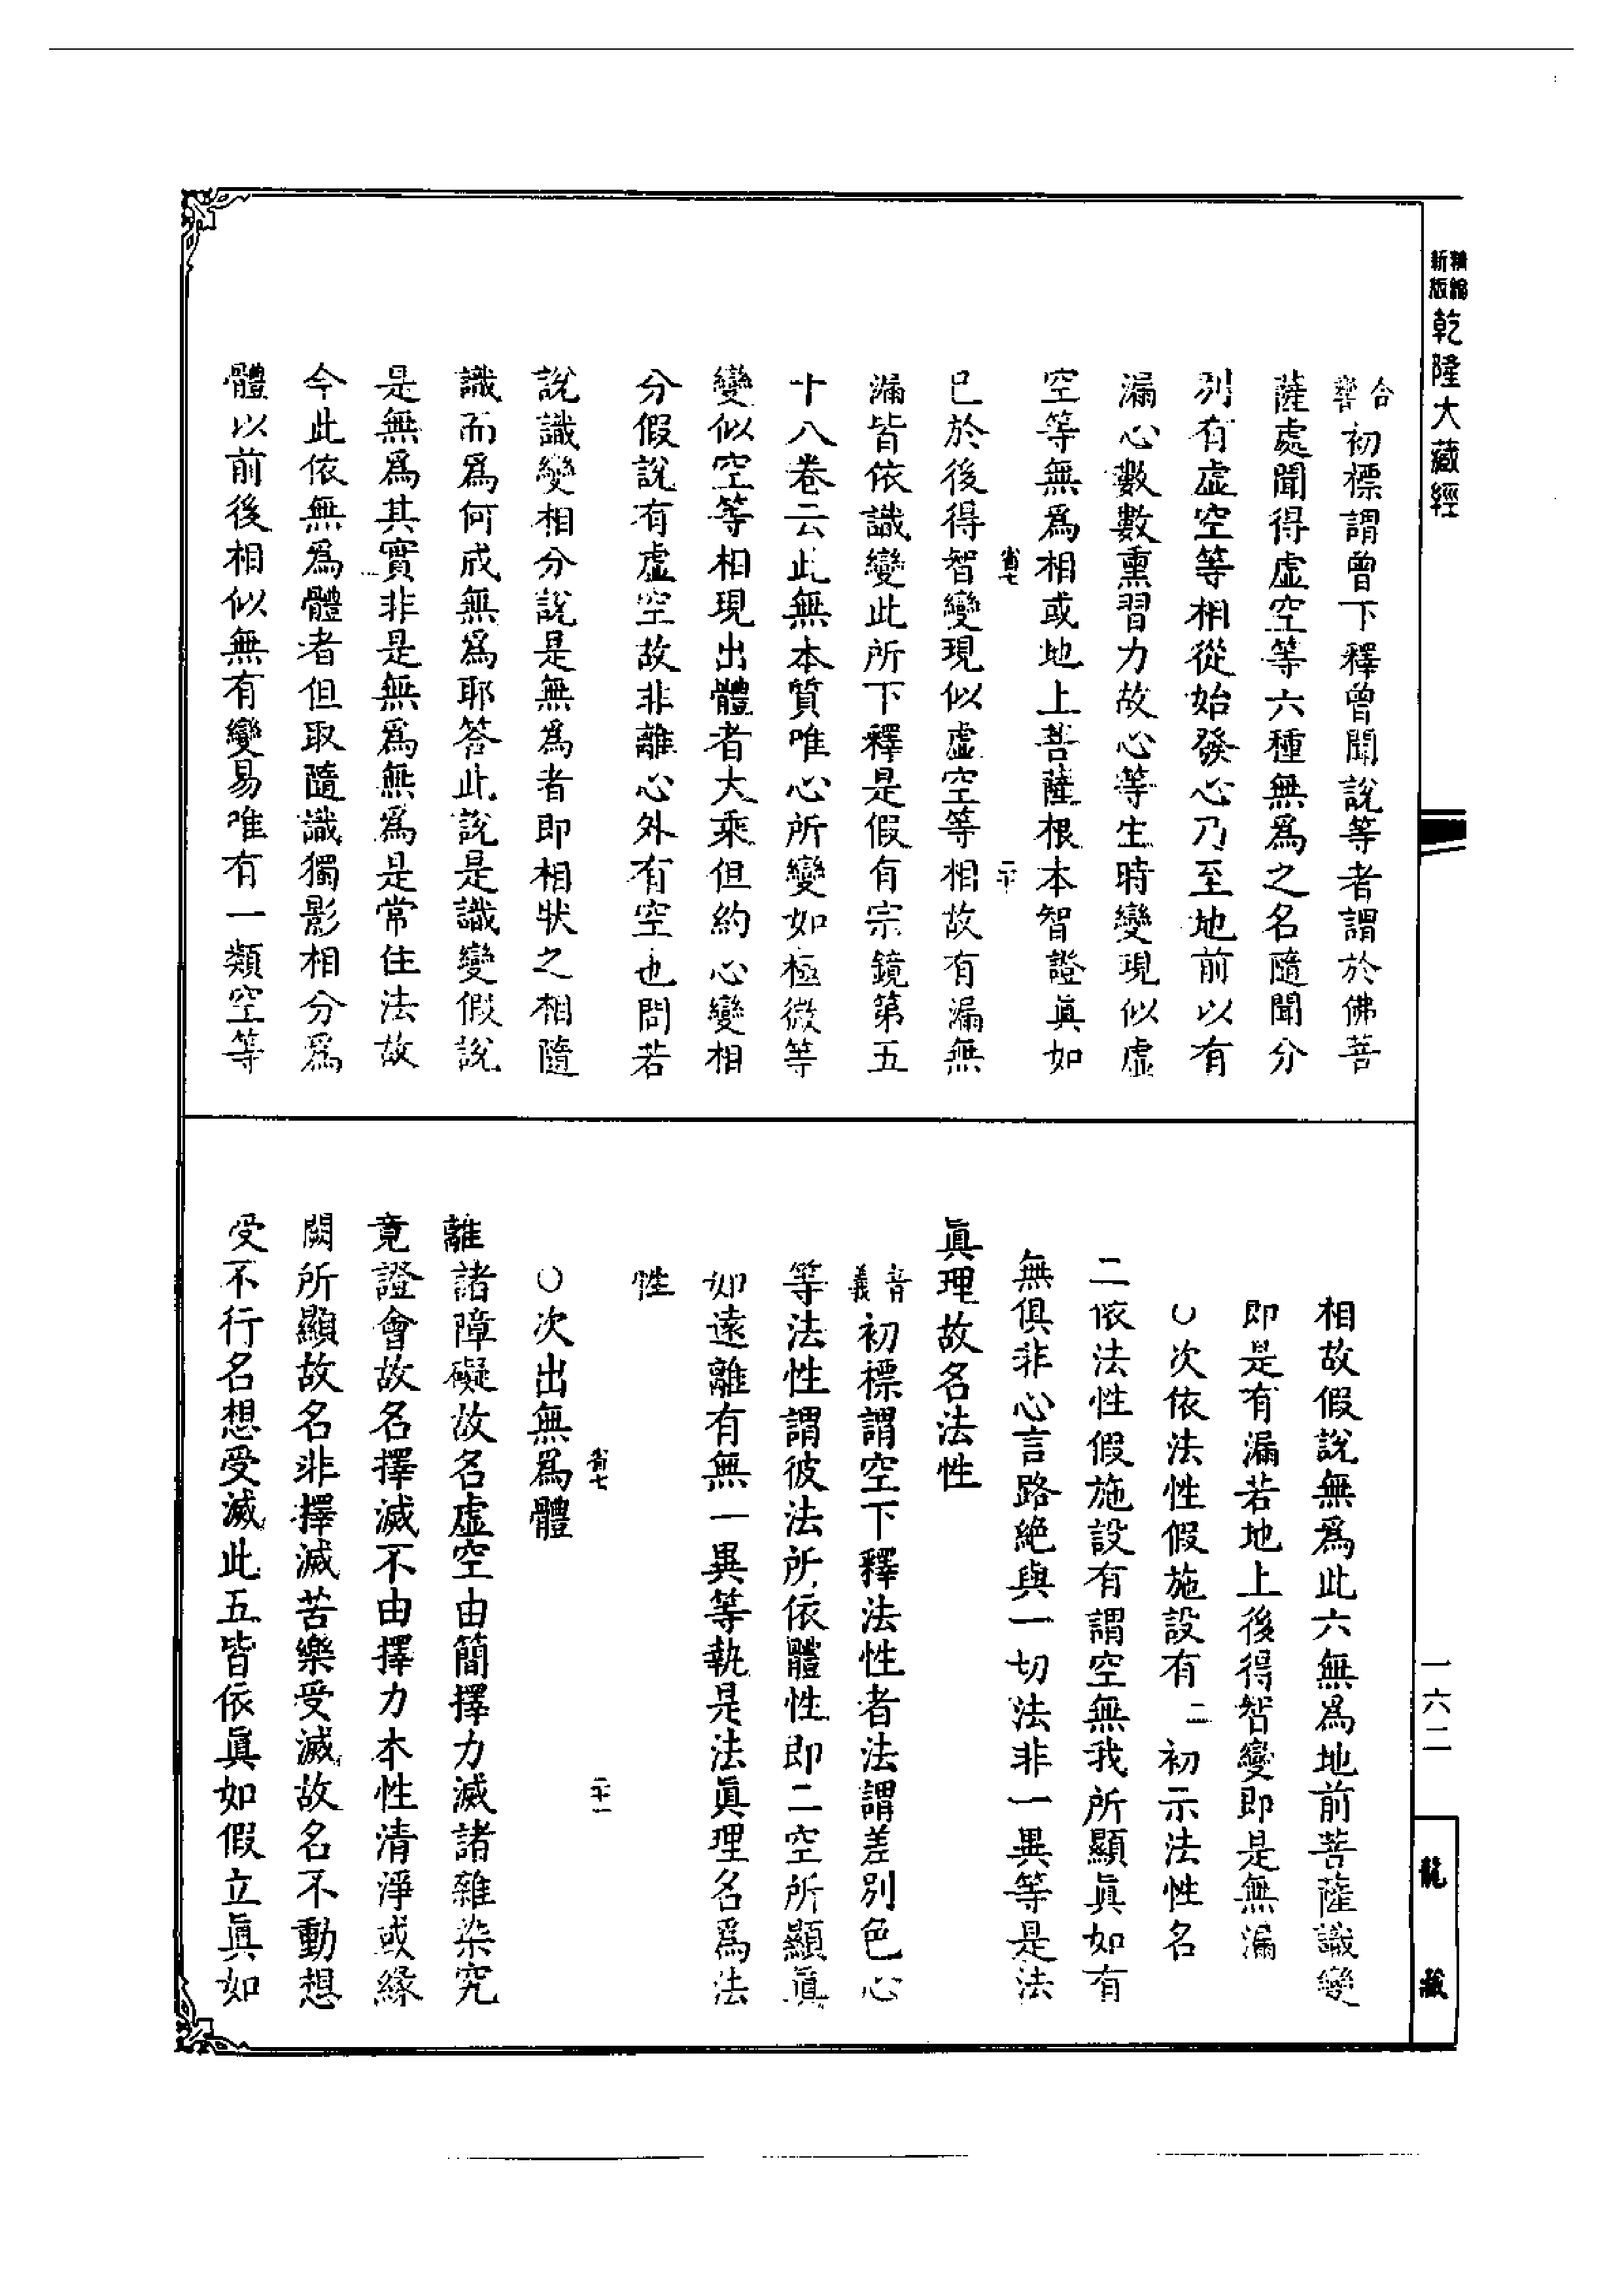 精編
新版
乾隆大藏經
合
響初標謂曾下釋曾聞說等者謂於佛菩
薩處聞得虛空等六種無爲之名隨聞分
別有虛空等相從始發心乃至地前以有
漏心數數熏習力故心等生時變現似虛
空等無爲相或地上菩薩根本智證眞如
二十
已於後得智變現似虛空等相故有漏無
漏皆依識變此所下釋是假有宗鏡第五
十八卷云此無本質唯心所變如極微等
變似空等相現出體者大乘但約心變相
分假說有虛空故非離心外有空也問若
說識變相分說是無爲者即相狀之相隨
識而爲何成無爲耶答此說是識變假說
是無爲其實非是無爲無爲是常住法故
今此依無爲體者但取隨識獨影相分爲
體以前後相似無有變易唯有一類空等
相故假說無爲此六無爲地前菩薩識變
即是有漏若地上後得智變即是無漏
○次依法性假施設有二初示法性名
二依法性假施設有謂空無我所顯眞如有
無俱非心言路絕與一切法非一異等是法
眞理故名法性
音
義初標謂空下釋法性者法謂差別色心
等法性謂彼法所依體性即二空所顯眞
如遠離有無一異等執是法眞理名爲法
性
二十一
○次出無爲體
離諸障礙故名虛空由簡擇力滅諸雜染究
竟證會故名擇滅不由擇力本性清淨或緣
闕所顯故名非擇滅苦樂受滅故名不動想
受不行名想受滅此五皆依眞如假立眞如
一六二
龍藏